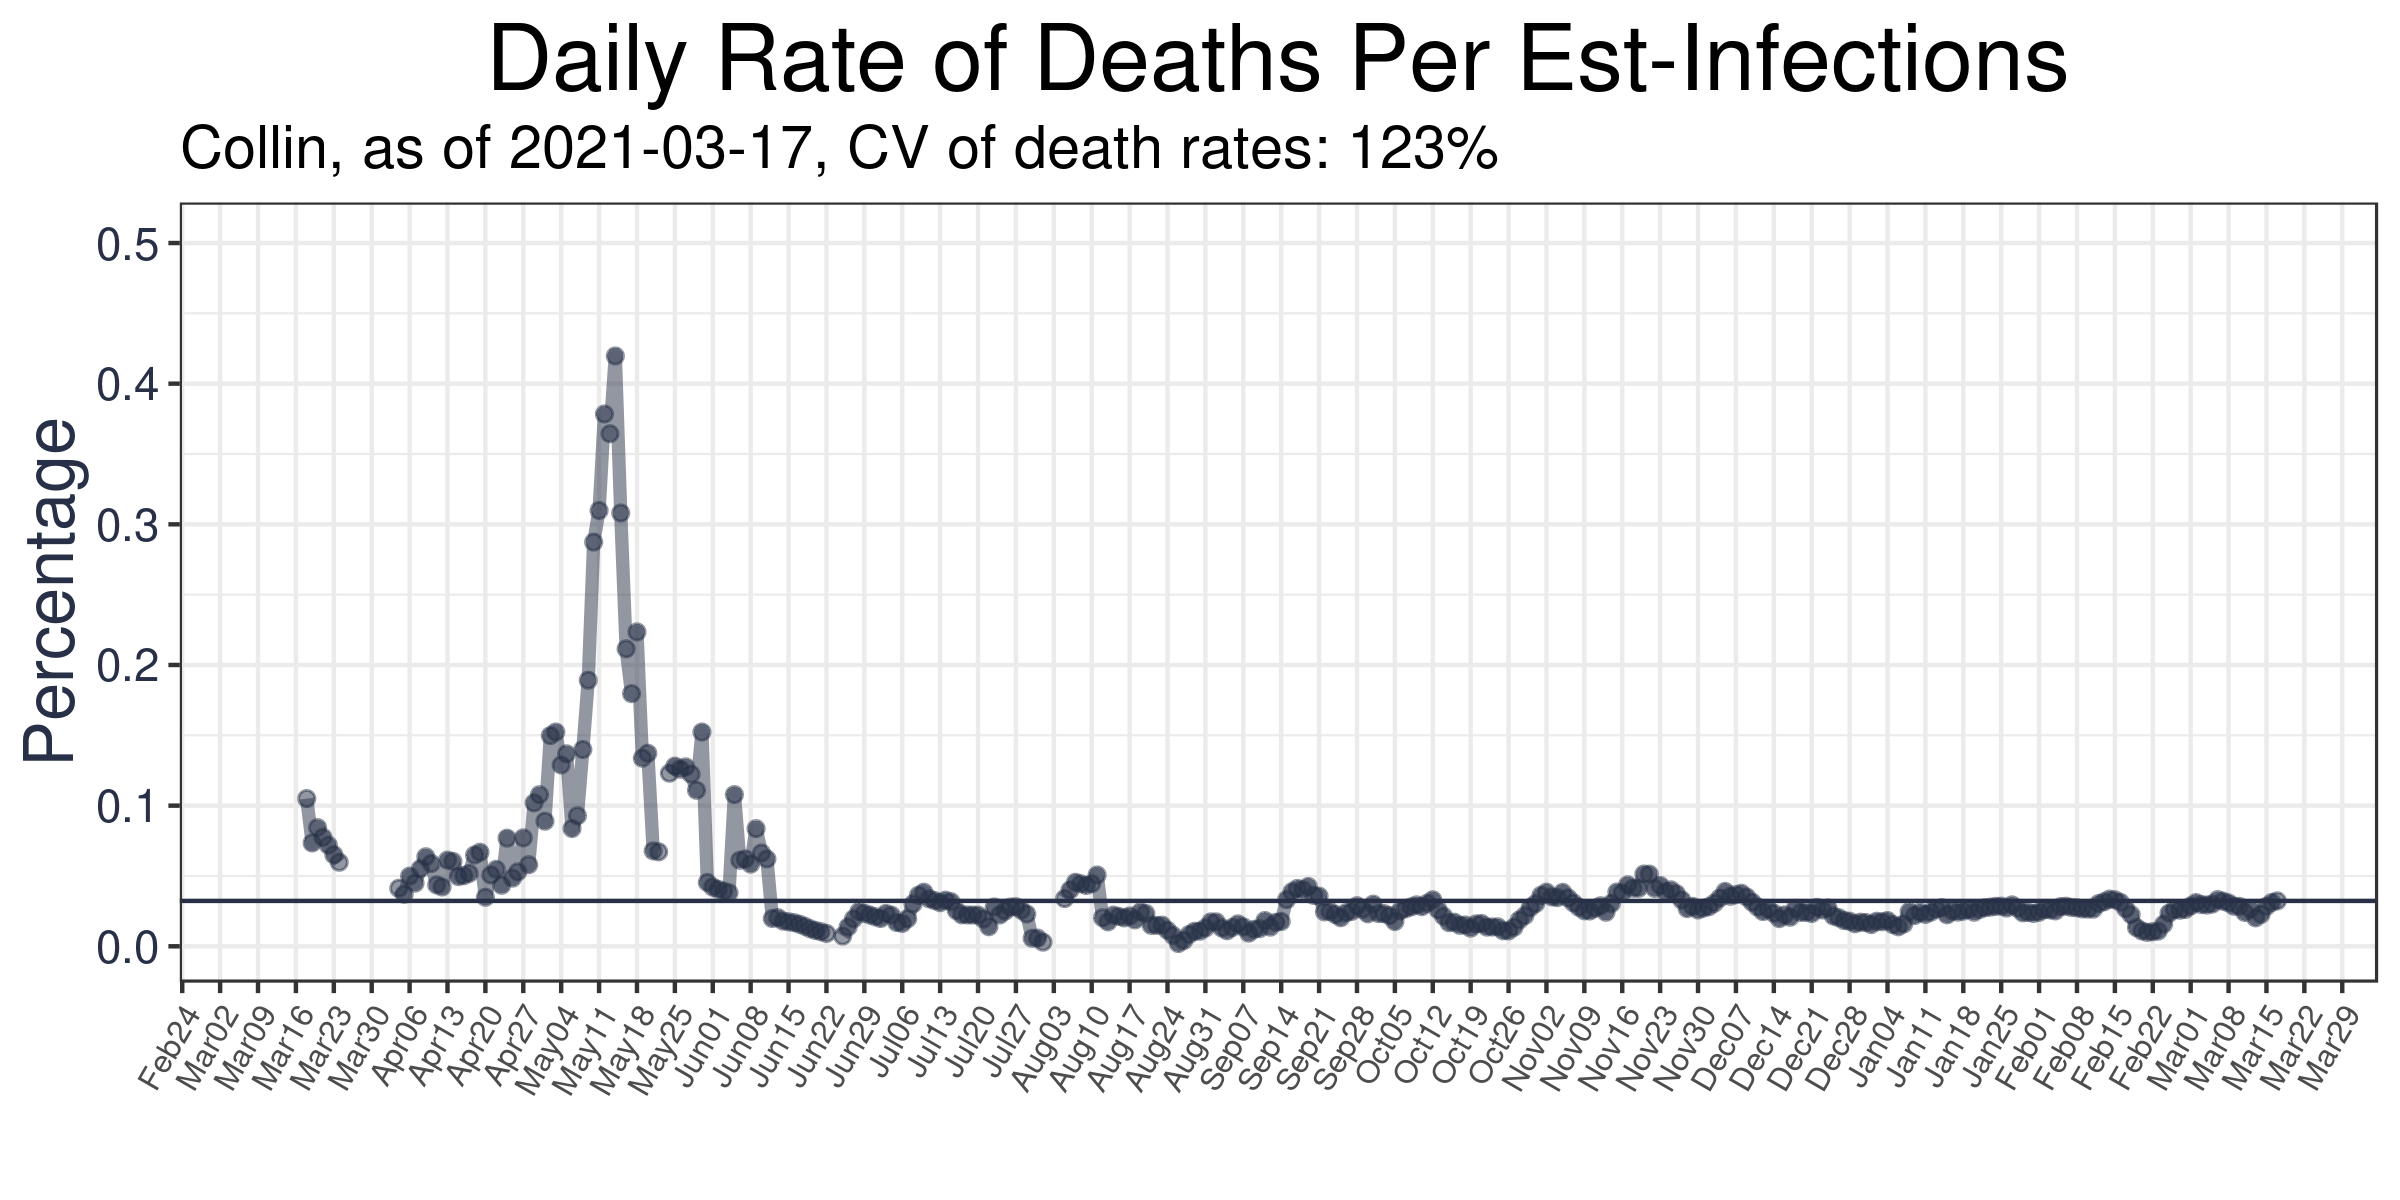 Daily Rate of Deaths Per Est-Infections
Collin, as of 2021-03-17, CV of death rates: 123%
Percentage
0.5
0.4
0.3
0.2
0.1
0.0
Feb24
Mar02
Mar09
Mar16
Mar23
Mar30
Apr06
Apr13
Apr20
Apr27
May04
May11
May18
May25
Jun01
Jun08
Jun15
Jun22
Jun29
Jul06
Jul13
Jul20
Jul27
Aug03
Aug10
Aug17
Aug24
Aug31
Sep07
Sep14
Sep21
Sep28
Oct05
Oct12
Oct19
Oct26
Nov02
Nov09
Nov16
Nov23
Nov30
Dec07
Dec14
Dec21
Dec28
Jan04
Jan11
Jan18
Jan25
Feb01
Feb08
Feb15
Feb22
Mar01
Mar08
Mar15
Mar22
Mar29